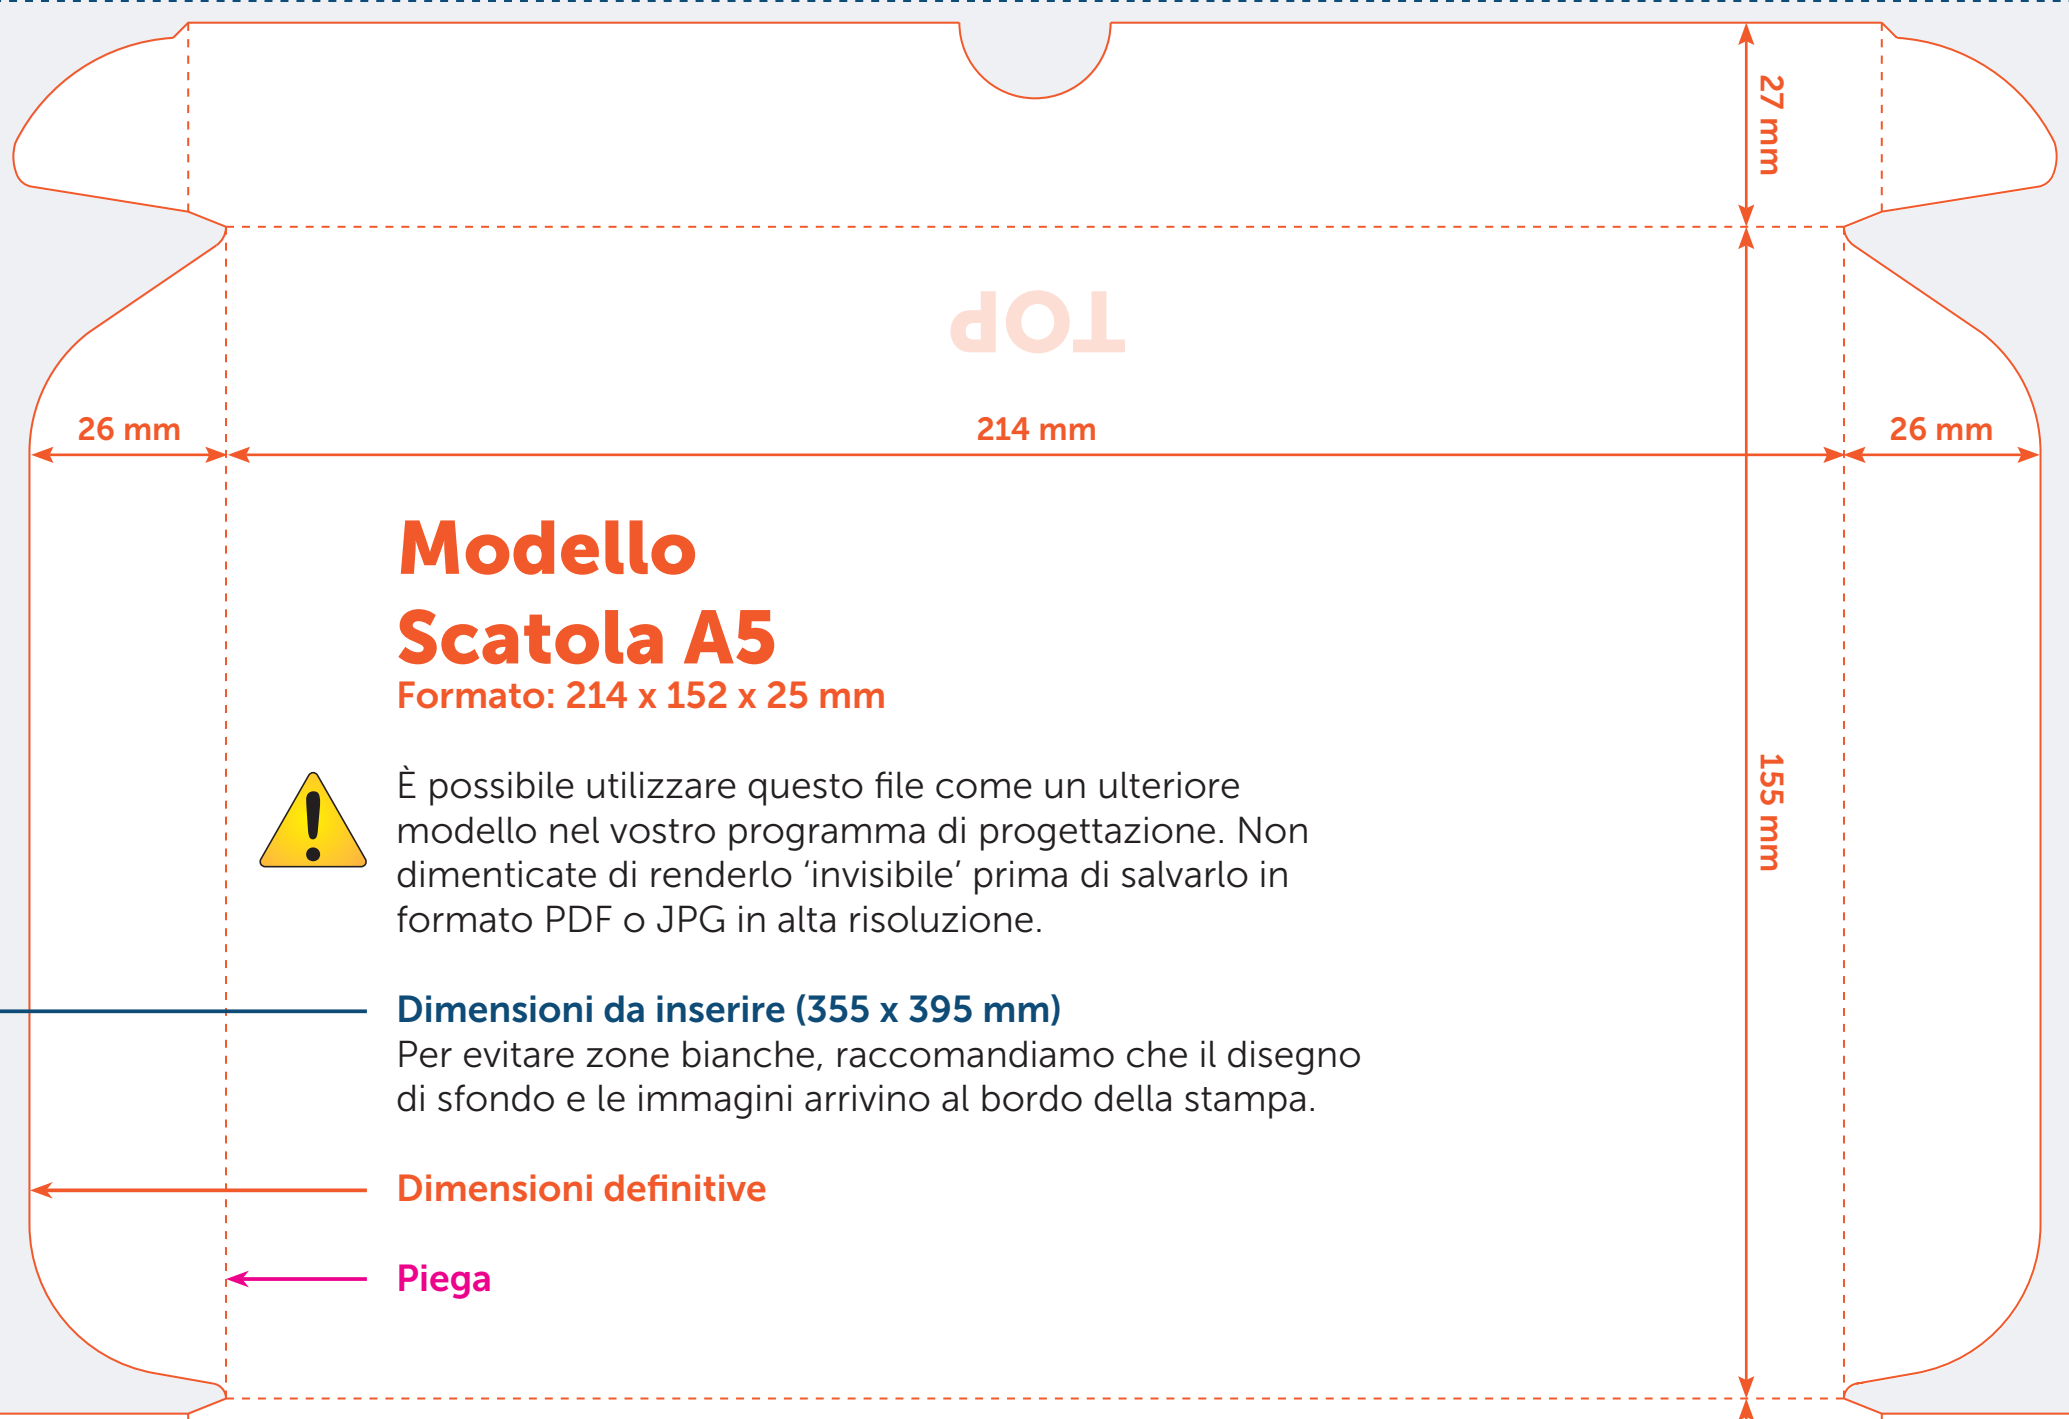 27 mm
TOP
26 mm
214 mm
26 mm
Modello
Scatola A5
Formato: 214 x 152 x 25 mm
È possibile utilizzare questo file come un ulteriore
modello nel vostro programma di progettazione. Non
dimenticate di renderlo ‘invisibile’ prima di salvarlo in
formato PDF o JPG in alta risoluzione.
155 mm
Dimensioni da inserire (355 x 395 mm)
Per evitare zone bianche, raccomandiamo che il disegno
di sfondo e le immagini arrivino al bordo della stampa.
Dimensioni definitive
Piega